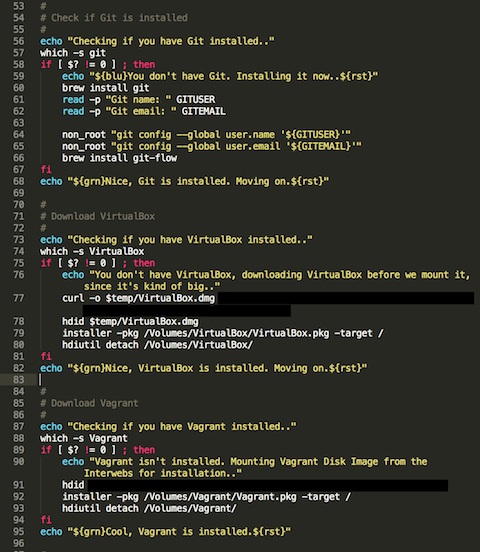 53 #
54 # Check if Git is installed
55 #
56 echo "Checking if you have Git installed.."
57 which -s git
58 if [ $? != 0 ] ; then
59 echo "${blu}You don't have Git. Installing it now..${rst}"
60 brew install git
61 read -p "Git name: " GITUSER
62 read -p "Git email: " GITEMAIL
63
64 non_root "git config --global user.name '${GITUSER}'"
65 non_root "git config --global user.email '${GITEMAIL}'"
66 brew install git-flow
67 fi
68 echo "${grn}Nice, Git is installed. Moving on.${rst}"
69
70 #
71 # Download VirtualBox
72 #
73 echo "Checking if you have VirtualBox installed.."
74 which -s VirtualBox
75 if [ $? != 0 ] ; then
76 echo "You don't have VirtualBox, downloading VirtualBox before we mount it,
since it's kind of big.."
77 curl -o $temp/VirtualBox.dmg
78 hdid $temp/VirtualBox.dmg
79 installer -pkg /Volumes/VirtualBox/VirtualBox.pkg -target /
80 hdiutil detach /Volumes/VirtualBox/
81 fi
82 echo "${grn}Nice, VirtualBox is installed. Moving on.${rst}"
83
84 #
85 # Download Vagrant
86 #
87 echo "Checking if you have Vagrant installed.."
88 which -s Vagrant
89 if [ $? != 0 ] ; then
90 echo "Vagrant isn't installed. Mounting Vagrant Disk Image from the
Interwebs for installation.."
91 hdid
92 installer -pkg /Volumes/Vagrant/Vagrant.pkg -target /
93 hdiutil detach /Volumes/Vagrant/
94 fi
95 echo "${grn}Cool, Vagrant is installed.${rst}"
96